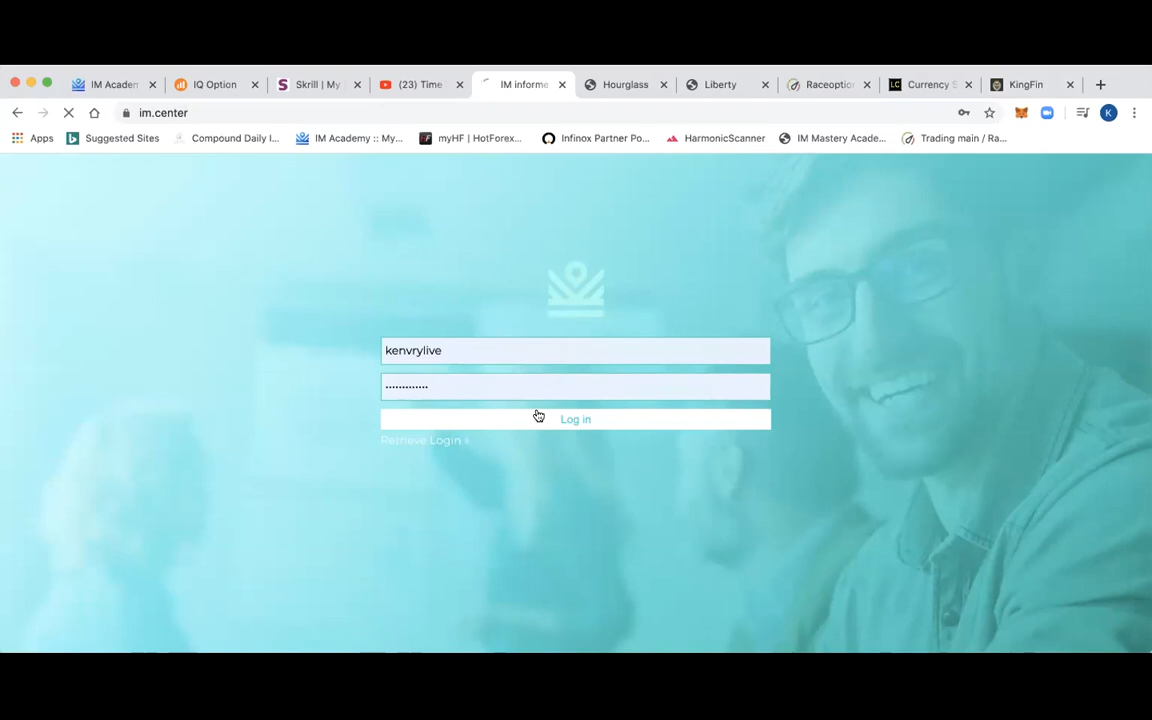 IM Academ
IQ Option
Skrill | My
(23) Time
IM informe
Hourglass
Liberty
Raceoption
Currency S
KingFin
im.center
K
Apps
Suggested Sites
Compound Daily I...
IM Academy :: My...
myHF | HotForex...
Infinox Partner Po...
HarmonicScanner
IM Mastery Acade...
Trading main / Ra...
kenvrylive
.............
Log in
Retrieve Login »